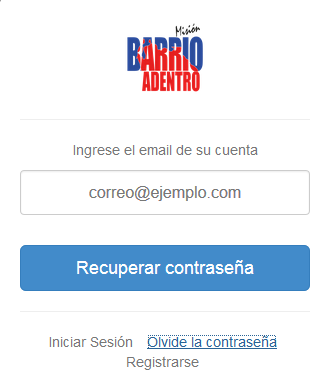 Misión
BARRIO
ADENTRO
Ingrese el email de su cuenta
correo@ejemplo.com
Recuperar contraseña
Iniciar Sesión Olvide la contraseña
Registrarse